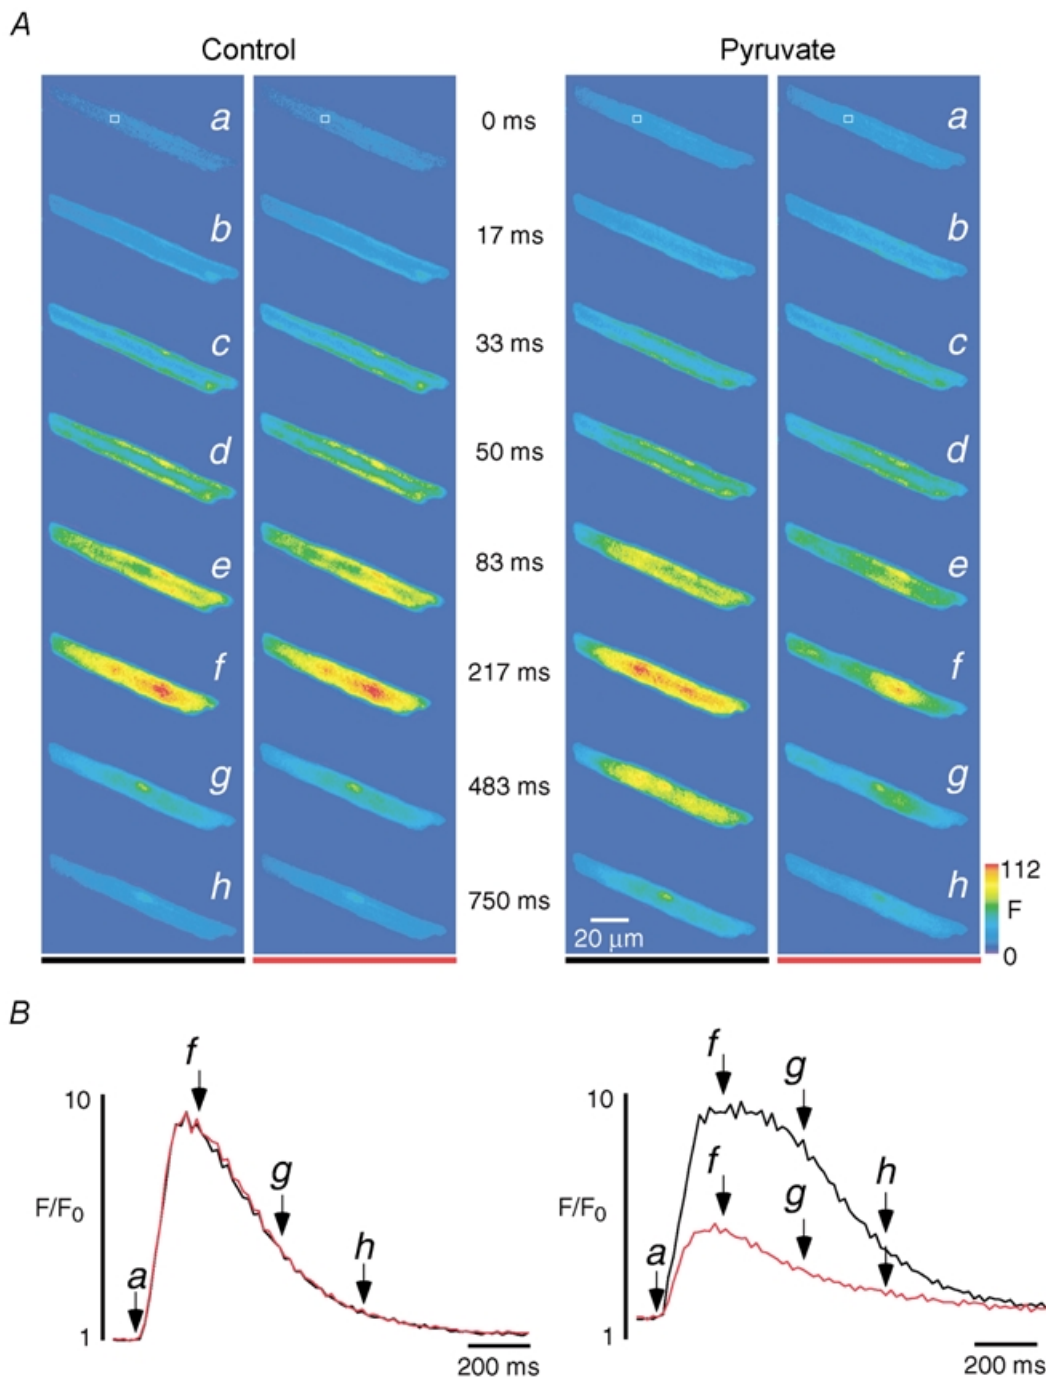 A
Control
Pyruvate
a 0 ms a
b 17 ms b
c 33 ms c
d 50 ms d
e 83 ms e
f 217 ms f
g 483 ms g
h 750 ms h
20 µm
112
F
0
B
f
g
h
a
10
F/F0
1
200 ms
f
g
f
g
h
a
10
F/F0
1
200 ms